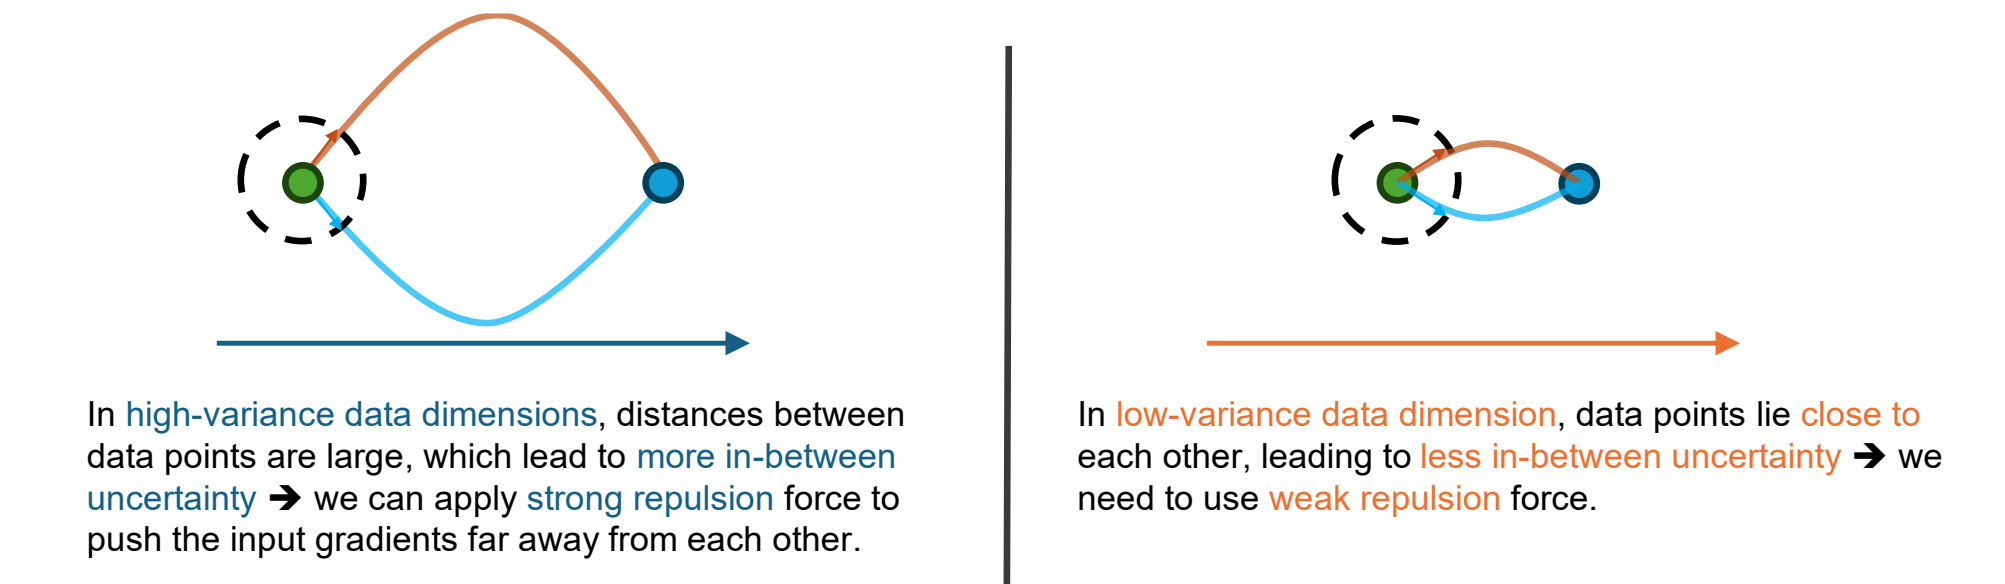 In high-variance data dimensions, distances between
data points are large, which lead to more in-between
uncertainty ➔ we can apply strong repulsion force to
push the input gradients far away from each other.
In low-variance data dimension, data points lie close to
each other, leading to less in-between uncertainty ➔ we
need to use weak repulsion force.